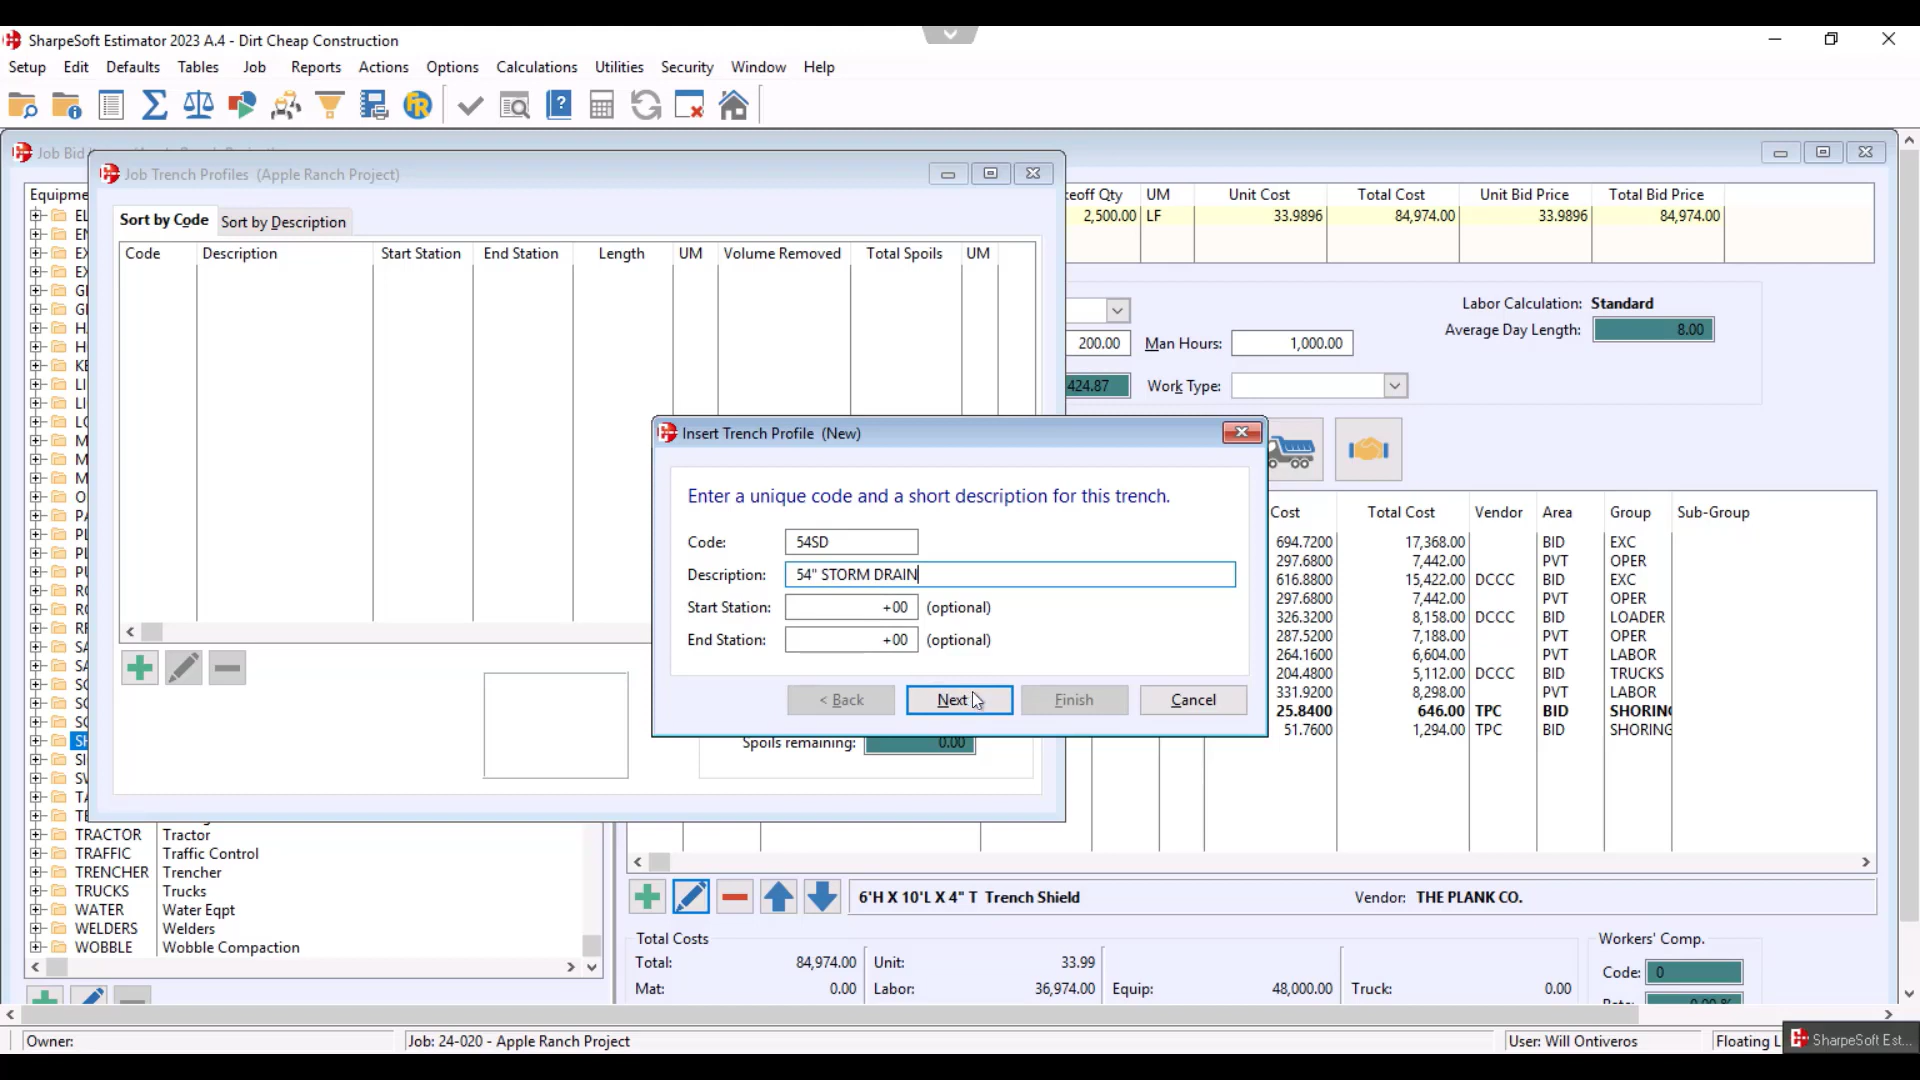 SharpeSoft Estimator 2023 A.4 - Dirt Cheap Construction
Setup Edit Defaults Tables Job Reports Actions Options Calculations Utilities Security Window Help
Job Bid
Job Trench Profiles (Apple Ranch Project)
Equipme
Sort by Code Sort by Description
Code Description Start Station End Station Length UM Volume Removed Total Spoils UM
eoff Qty UM Unit Cost Total Cost Unit Bid Price Total Bid Price
2,500.00 LF 33.9896 84,974.00 33.9896 84,974.00
Labor Calculation: Standard
200.00 Man Hours: 1,000.00 Average Day Length: 8.00
424.87 Work Type:
Insert Trench Profile (New)
Enter a unique code and a short description for this trench.
Code: 54SD
Description: 54" STORM DRAIN
Start Station: +00 (optional)
End Station: +00 (optional)
< Back Next Finish Cancel
Spoils remaining: 0.00
Cost Total Cost Vendor Area Group Sub-Group
694.7200 17,368.00 BID EXC
297.6800 7,442.00 PVT OPER
616.8800 15,422.00 DCCC BID EXC
297.6800 7,442.00 PVT OPER
326.3200 8,158.00 DCCC BID LOADER
287.5200 7,188.00 PVT OPER
264.1600 6,604.00 PVT LABOR
204.4800 5,112.00 DCCC BID TRUCKS
331.9200 8,298.00 PVT LABOR
25.8400 646.00 TPC BID SHORING
51.7600 1,294.00 TPC BID SHORING
EL
EX
KE
LI
LI
M
M
M
O
PA
PL
PL
RE
SA
SA
SI
TRACTOR Tractor
TRAFFIC Traffic Control
TRENCHER Trencher
TRUCKS Trucks
WATER Water Eqpt
WELDERS Welders
WOBBLE Wobble Compaction
6'H X 10'L X 4" T Trench Shield Vendor: THE PLANK CO.
Total Costs
Total: 84,974.00 Unit: 33.99
Mat: 0.00 Labor: 36,974.00 Equip: 48,000.00 Truck: 0.00
Workers' Comp.
Code: 0
Owner: Job: 24-020 - Apple Ranch Project User: Will Ontiveros Floating L
SharpeSoft Est...